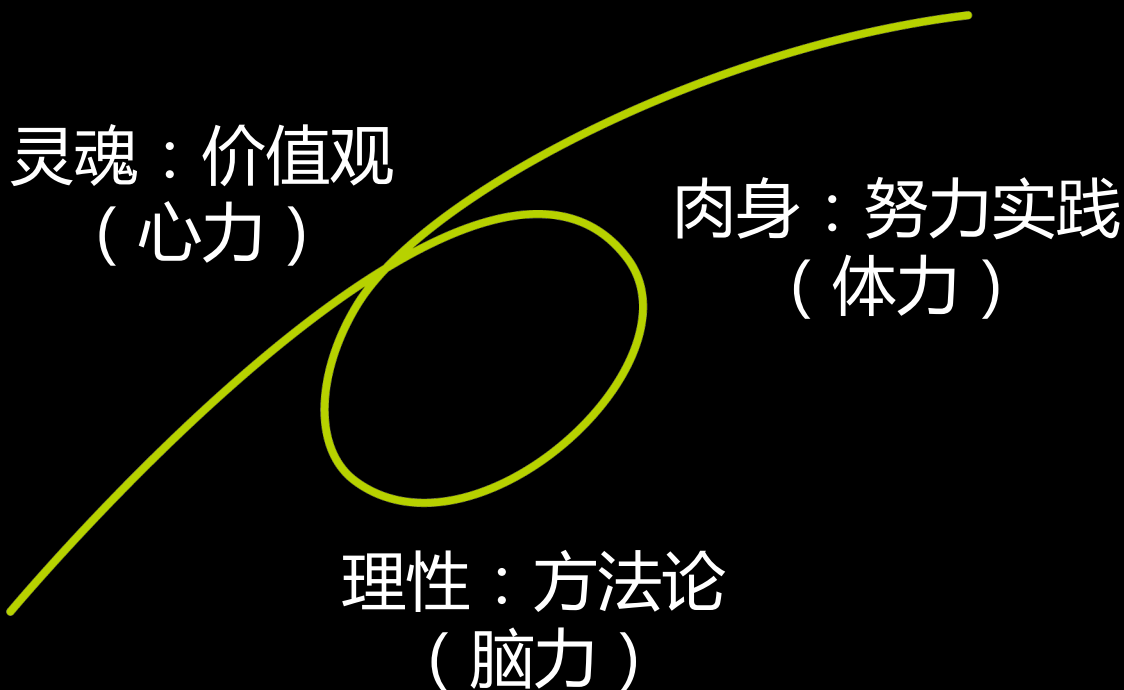 灵魂：价值观
（心力）
肉身：努力实践
（体力）
理性：方法论
（脑力）